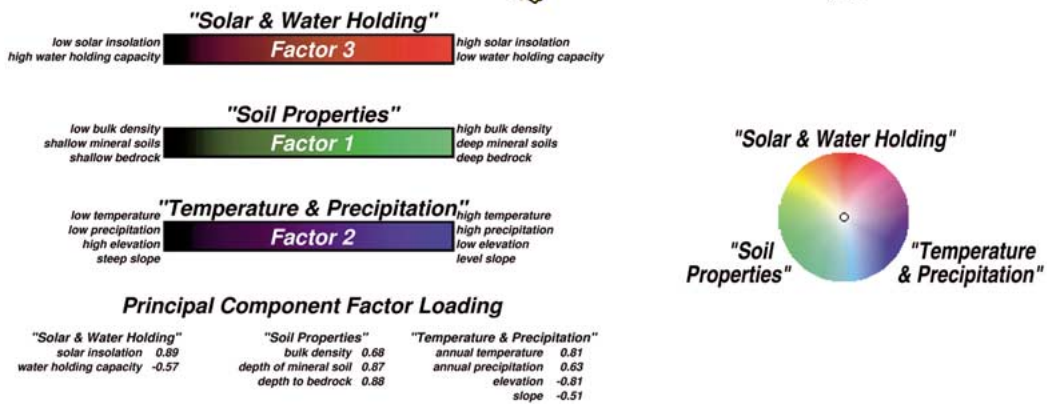 "Solar & Water Holding"
low solar insolation
high water holding capacity
Factor 3
high solar insolation
low water holding capacity
"Soil Properties"
low bulk density
shallow mineral soils
shallow bedrock
Factor 1
high bulk density
deep mineral soils
deep bedrock
"Temperature & Precipitation"
low temperature
low precipitation
high elevation
steep slope
Factor 2
high temperature
high precipitation
low elevation
level slope
"Solar & Water Holding"
"Soil
Properties"
"Temperature
& Precipitation"
Principal Component Factor Loading
"Solar & Water Holding"
solar insolation 0.89
water holding capacity -0.57
"Soil Properties"
bulk density 0.68
depth of mineral soil 0.87
depth to bedrock 0.88
"Temperature & Precipitation"
annual temperature 0.81
annual precipitation 0.63
elevation -0.81
slope -0.51